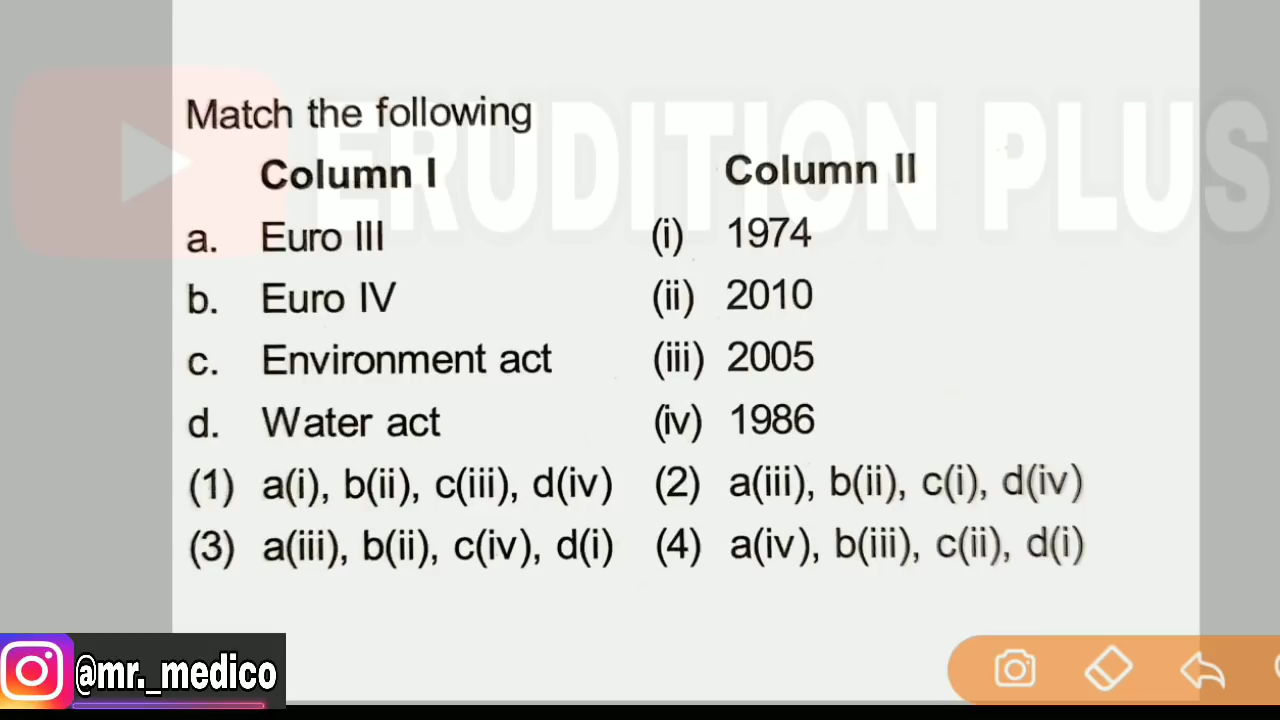 ERUDITION PLUS
Match the following
Column I Column II
a. Euro III (i) 1974
b. Euro IV (ii) 2010
c. Environment act (iii) 2005
d. Water act (iv) 1986
(1) a(i), b(ii), c(iii), d(iv) (2) a(iii), b(ii), c(i), d(iv)
(3) a(iii), b(ii), c(iv), d(i) (4) a(iv), b(iii), c(ii), d(i)
@mr._medico